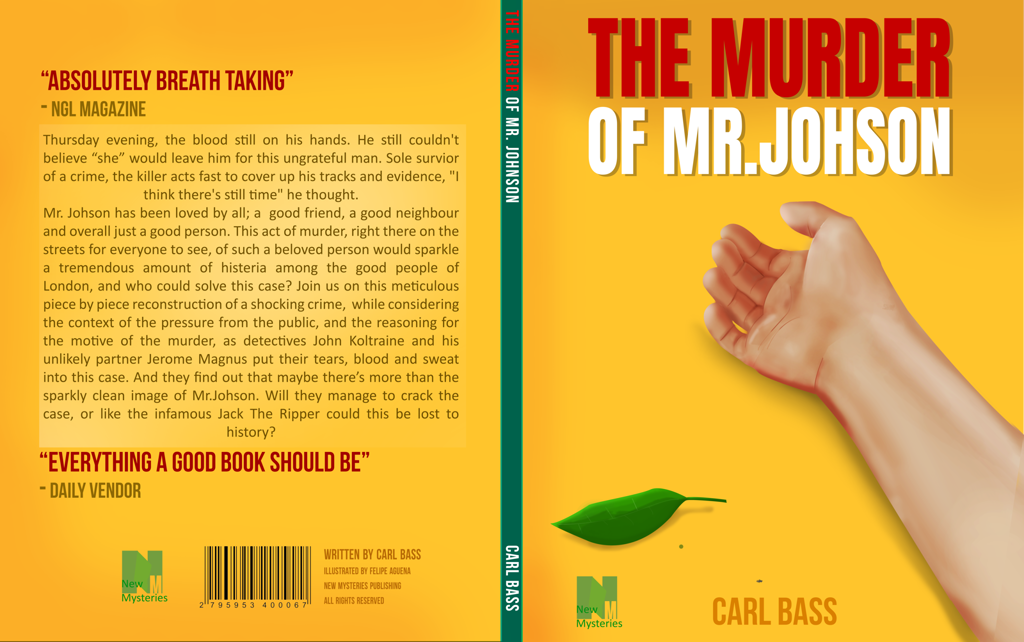 “ABSOLUTELY BREATH TAKING”
- NGL MAGAZINE
Thursday evening, the blood still on his hands. He still couldn't
believe “she” would leave him for this ungrateful man. Sole survior
of a crime, the killer acts fast to cover up his tracks and evidence, "I
think there's still time" he thought.
Mr. Johson has been loved by all; a good friend, a good neighbour
and overall just a good person. This act of murder, right there on the
streets for everyone to see, of such a beloved person would sparkle
a tremendous amount of histeria among the good people of
London, and who could solve this case? Join us on this meticulous
piece by piece reconstruction of a shocking crime, while considering
the context of the pressure from the public, and the reasoning for
the motive of the murder, as detectives John Koltraine and his
unlikely partner Jerome Magnus put their tears, blood and sweat
into this case. And they find out that maybe there’s more than the
sparkly clean image of Mr.Johson. Will they manage to crack the
case, or like the infamous Jack The Ripper could this be lost to
history?
“EVERYTHING A GOOD BOOK SHOULD BE”
- DAILY VENDOR
N M
New
Mysteries
2 795953 400067
WRITTEN BY CARL BASS
ILLUSTRATED BY FELIPE AGUENA
NEW MYSTERIES PUBLISHING
ALL RIGHTS RESERVED
THE MURDER OF MR. JOHNSON
CARL BASS
THE MURDER
OF MR.JOHSON
N M
New
Mysteries
CARL BASS